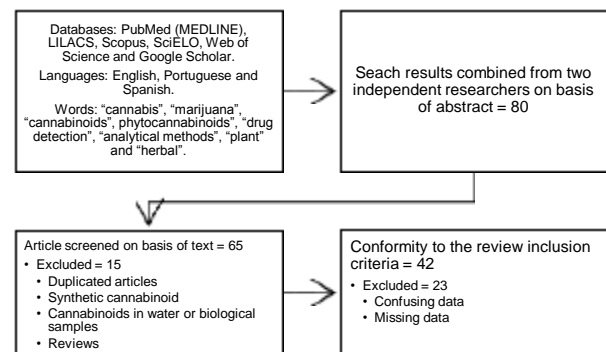 Databases: PubMed (MEDLINE),
LILACS, Scopus, SciELO, Web of
Science and Google Scholar.
Languages: English, Portuguese and
Spanish.
Words: “cannabis”, “marijuana”,
“cannabinoids”, phytocannabinoids”, “drug
detection”, “analytical methods”, “plant”
and “herbal”.
Seach results combined from two
independent researchers on basis
of abstract = 80
Article screened on basis of text = 65
• Excluded = 15
• Duplicated articles
• Synthetic cannabinoid
• Cannabinoids in water or biological
samples
• Reviews
Conformity to the review inclusion
criteria = 42
• Excluded = 23
• Confusing data
• Missing data